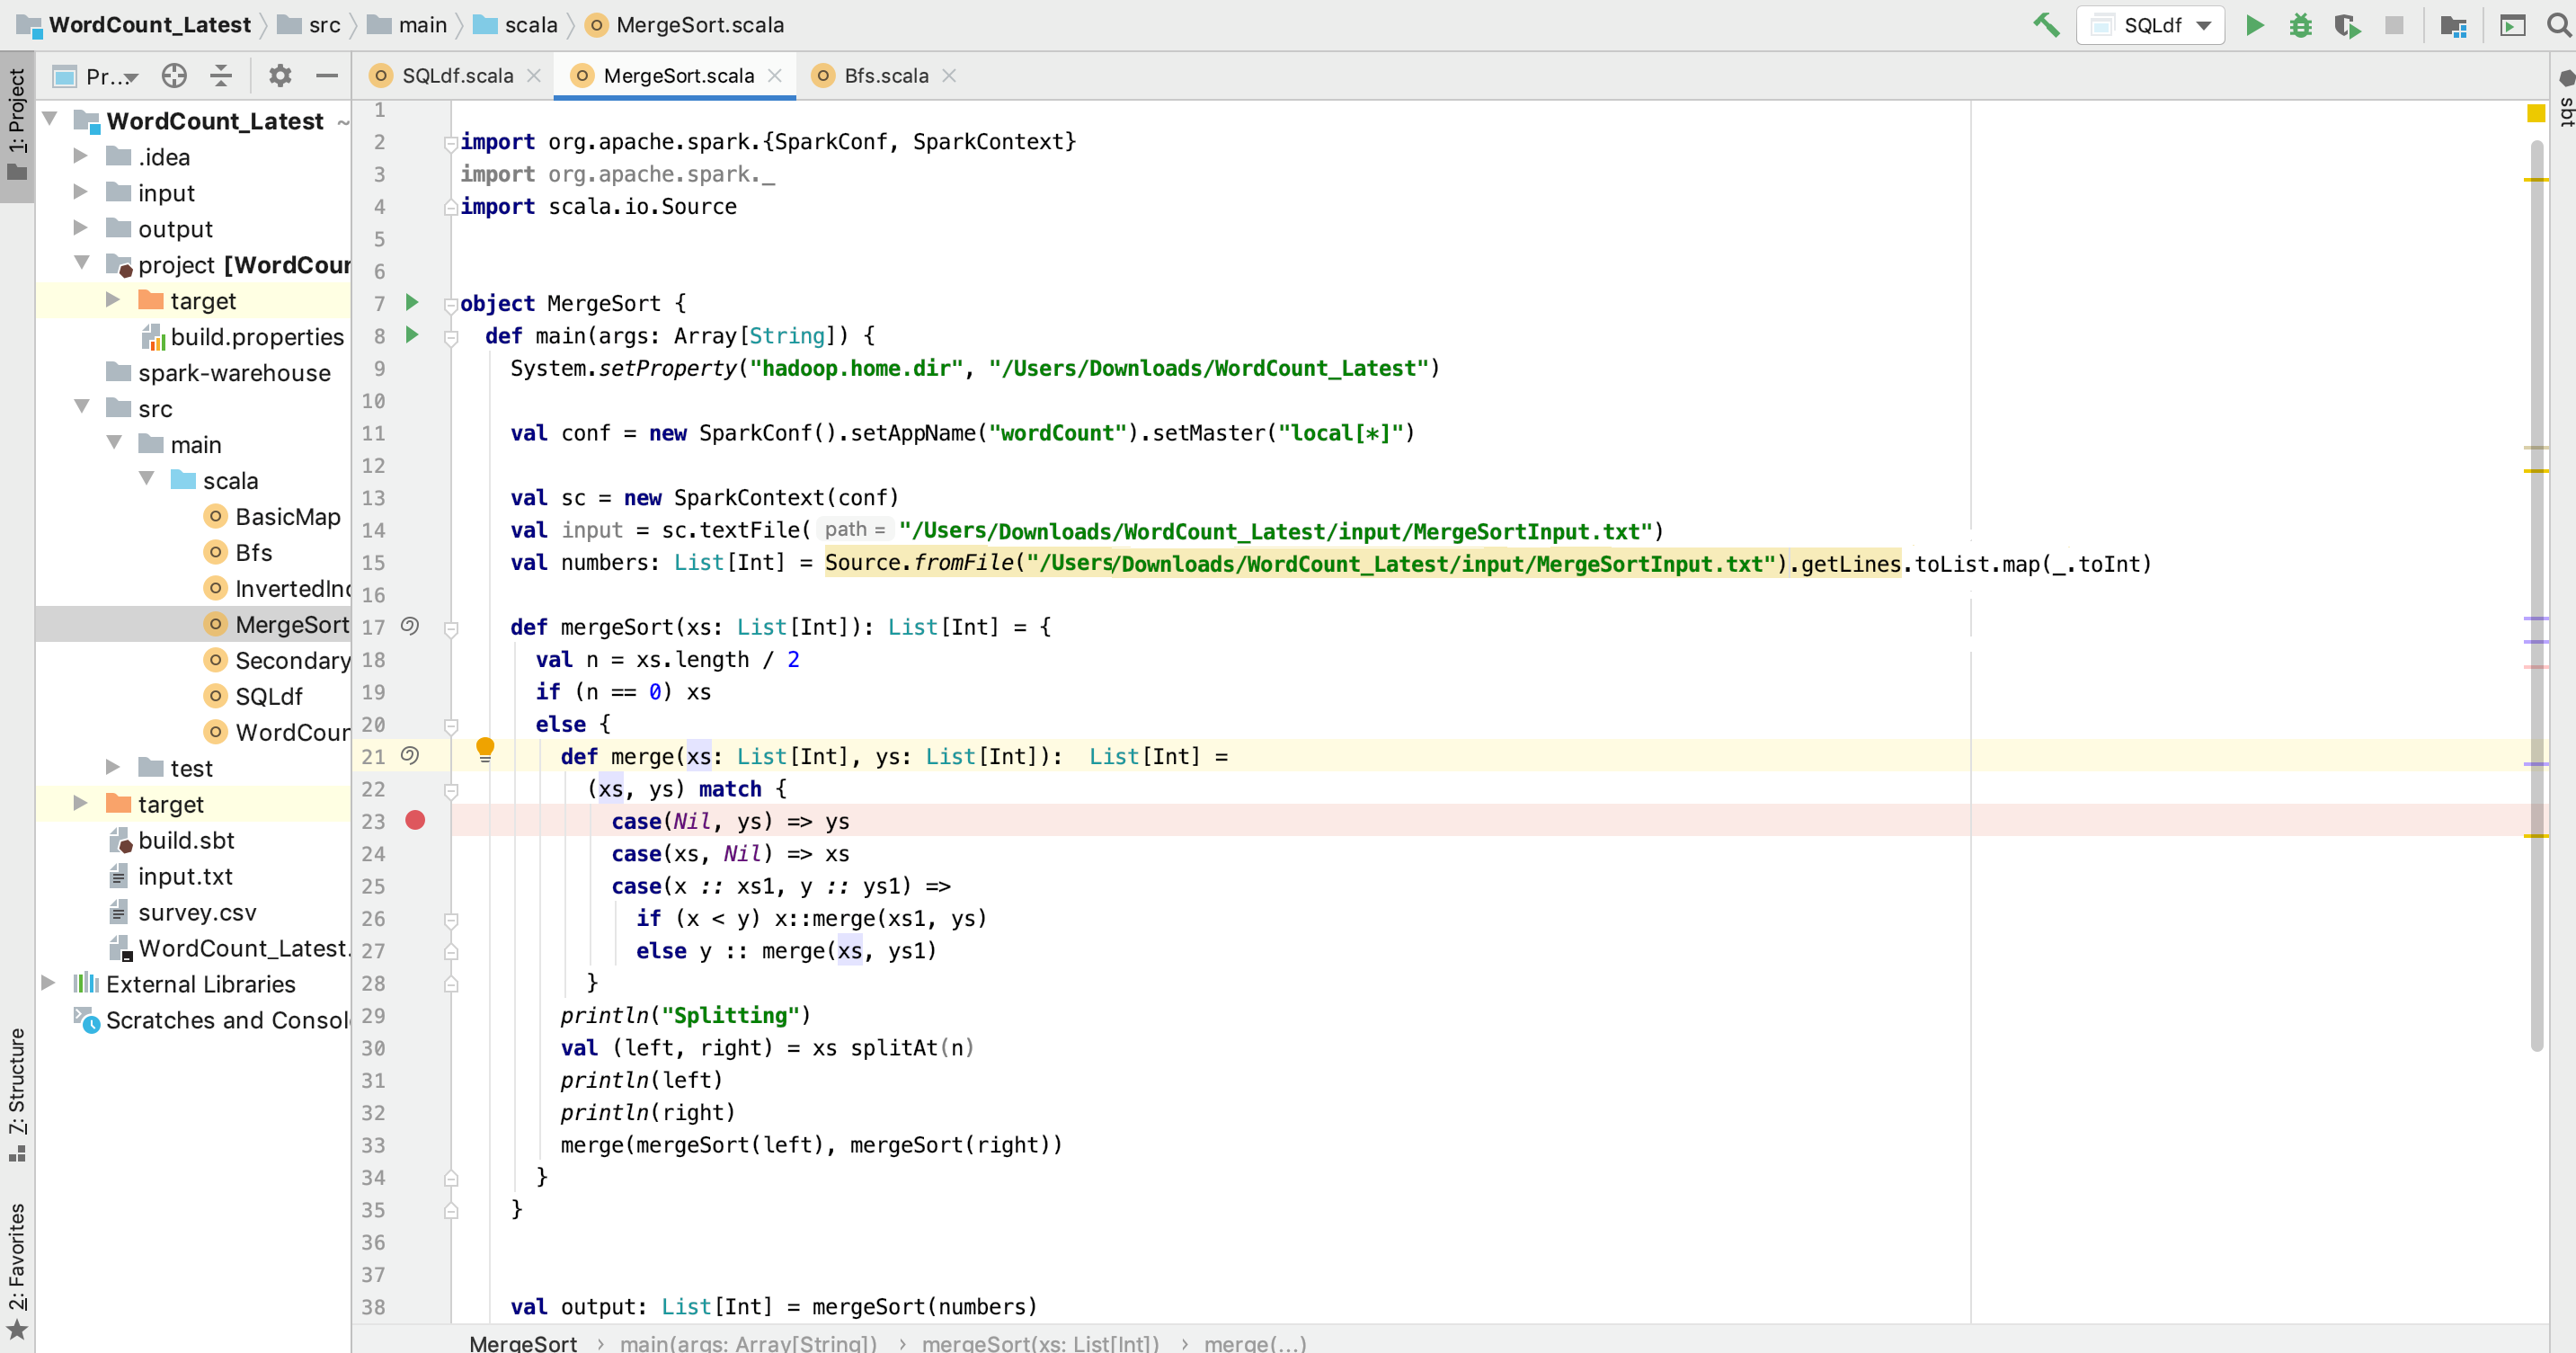 WordCount_Latest src main scala MergeSort.scala SQLdf
1: Project Pr... SQLdf.scala MergeSort.scala Bfs.scala sbt
WordCount_Latest ~
.idea
input
output
project [WordCour
target
build.properties
spark-warehouse
src
main
scala
BasicMap
Bfs
InvertedInd
MergeSort
Secondary
SQLdf
WordCour
test
target
build.sbt
input.txt
survey.csv
WordCount_Latest.
External Libraries
Scratches and Consol
7: Structure
2: Favorites
1
2 import org.apache.spark.{SparkConf, SparkContext}
3 import org.apache.spark._
4 import scala.io.Source
5
6
7 object MergeSort {
8 def main(args: Array[String]) {
9 System.setProperty("hadoop.home.dir", "/Users/Downloads/WordCount_Latest")
10
11 val conf = new SparkConf().setAppName("wordCount").setMaster("local[*]")
12
13 val sc = new SparkContext(conf)
14 val input = sc.textFile( path = "/Users/Downloads/WordCount_Latest/input/MergeSortInput.txt")
15 val numbers: List[Int] = Source.fromFile("/Users/Downloads/WordCount_Latest/input/MergeSortInput.txt").getLines.toList.map(_.toInt)
16
17 def mergeSort(xs: List[Int]): List[Int] = {
18 val n = xs.length / 2
19 if (n == 0) xs
20 else {
21 def merge(xs: List[Int], ys: List[Int]):  List[Int] =
22 (xs, ys) match {
23 case(Nil, ys) => ys
24 case(xs, Nil) => xs
25 case(x :: xs1, y :: ys1) =>
26 if (x < y) x::merge(xs1, ys)
27 else y :: merge(xs, ys1)
28 }
29 println("Splitting")
30 val (left, right) = xs splitAt(n)
31 println(left)
32 println(right)
33 merge(mergeSort(left), mergeSort(right))
34 }
35 }
36
37
38 val output: List[Int] = mergeSort(numbers)
MergeSort › main(args: Array[String]) › mergeSort(xs: List[Int]) › merge(...)